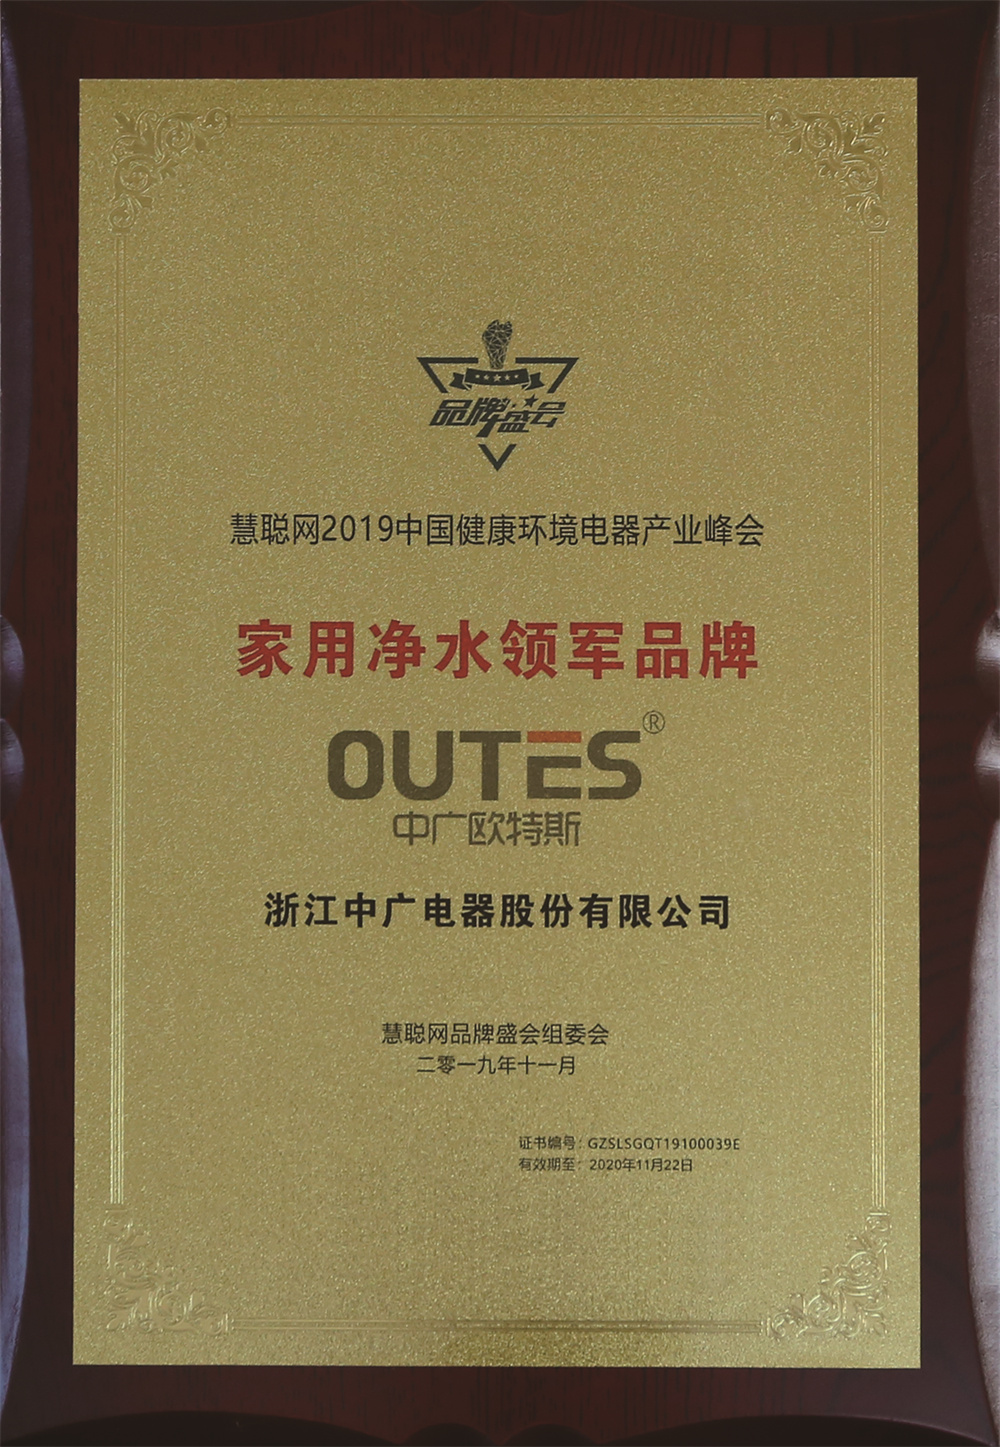 品牌盛会
慧聪网2019中国健康环境电器产业峰会
家用净水领军品牌
OUTES®
中广欧特斯
浙江中广电器股份有限公司
慧聪网品牌盛会组委会
二零一九年十一月
证书编号：GZSLSGQT19100039E
有效期至：2020年11月22日